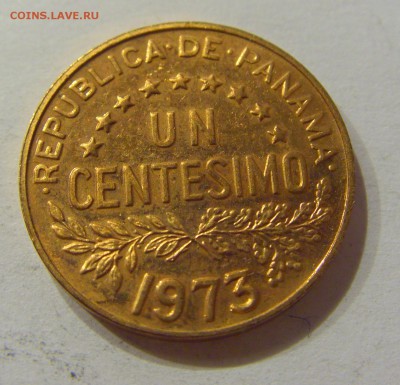 COINS.LAVE.RU
·REPUBLICA·DE·PANAMA·
UN
CENTESIMO
1973